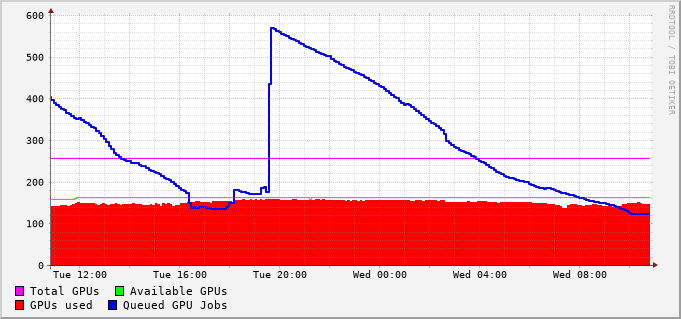 600
500
400
300
200
100
0
Tue 12:00 Tue 16:00 Tue 20:00 Wed 00:00 Wed 04:00 Wed 08:00
Total GPUs Available GPUs
GPUs used Queued GPU Jobs
RRDTOOL / TOBI OETIKER